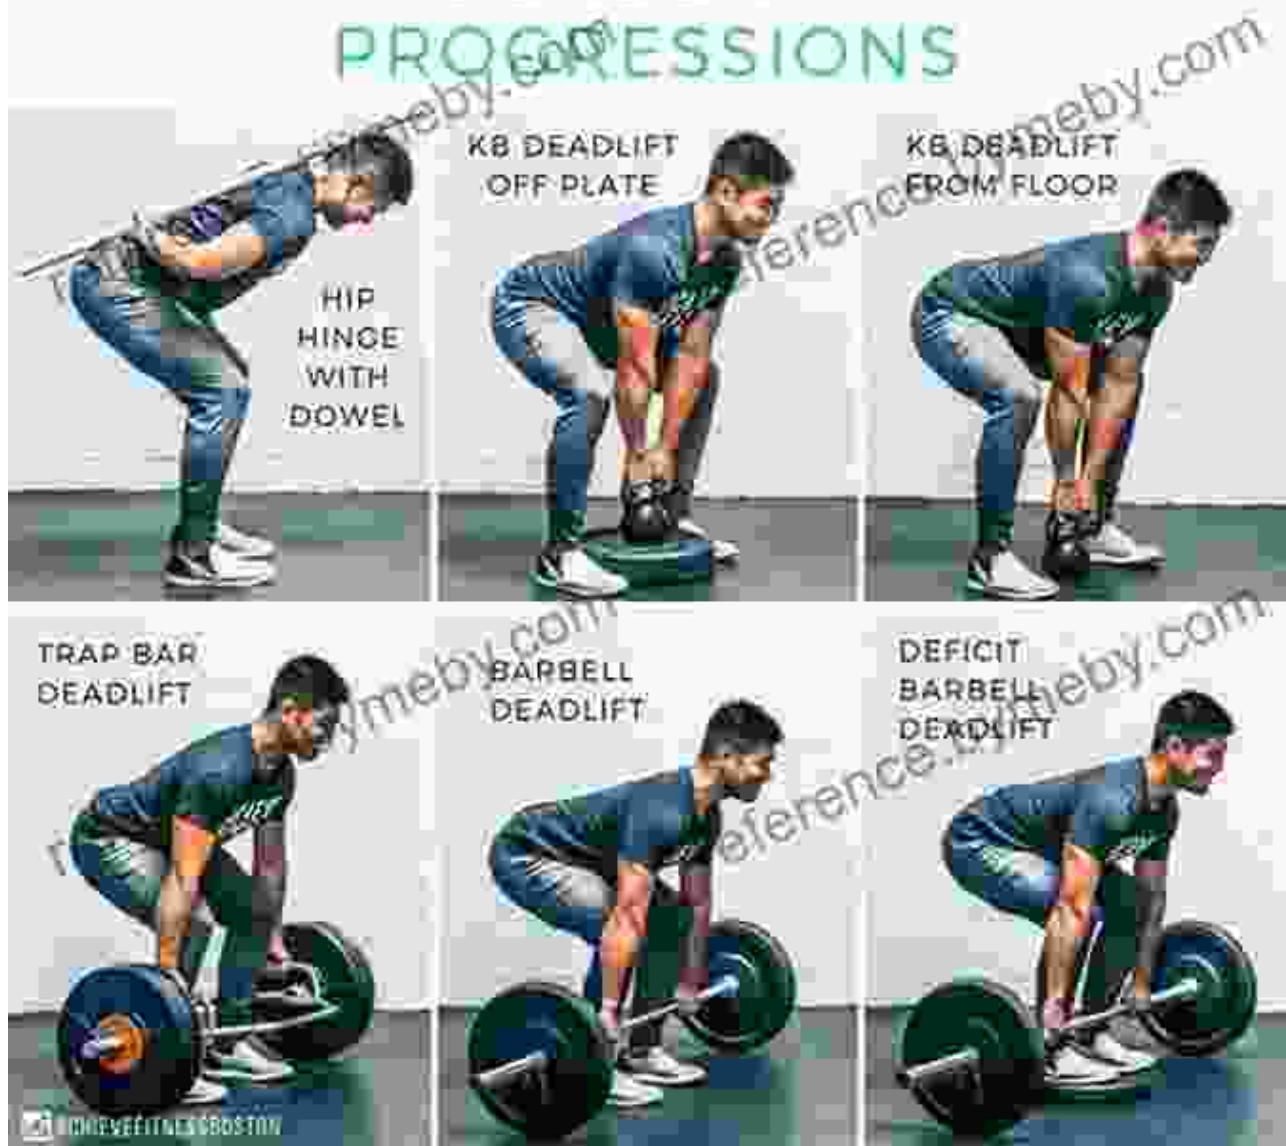 PROGRESSIONS
HIP
HINGE
WITH
DOWEL
KB DEADLIFT
OFF PLATE
KB DEADLIFT
FROM FLOOR
TRAP BAR
DEADLIFT
BARBELL
DEADLIFT
DEFICIT
BARBELL
DEADLIFT
ACHIEVEFITNESSBOSTON